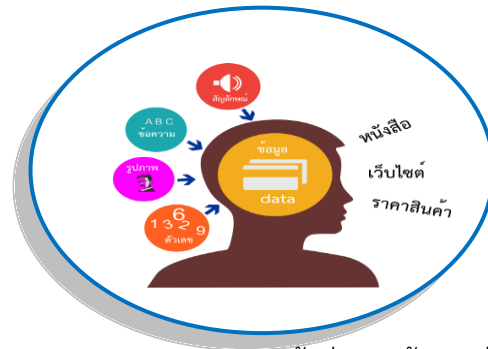 สัญลักษณ์
A B C
ข้อความ
รูปภาพ
6
1 3 2 9
ตัวเลข
ข้อมูล
data
หนังสือ
เว็บไซต์
ราคาสินค้า